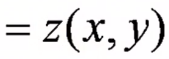 = z(x, y)